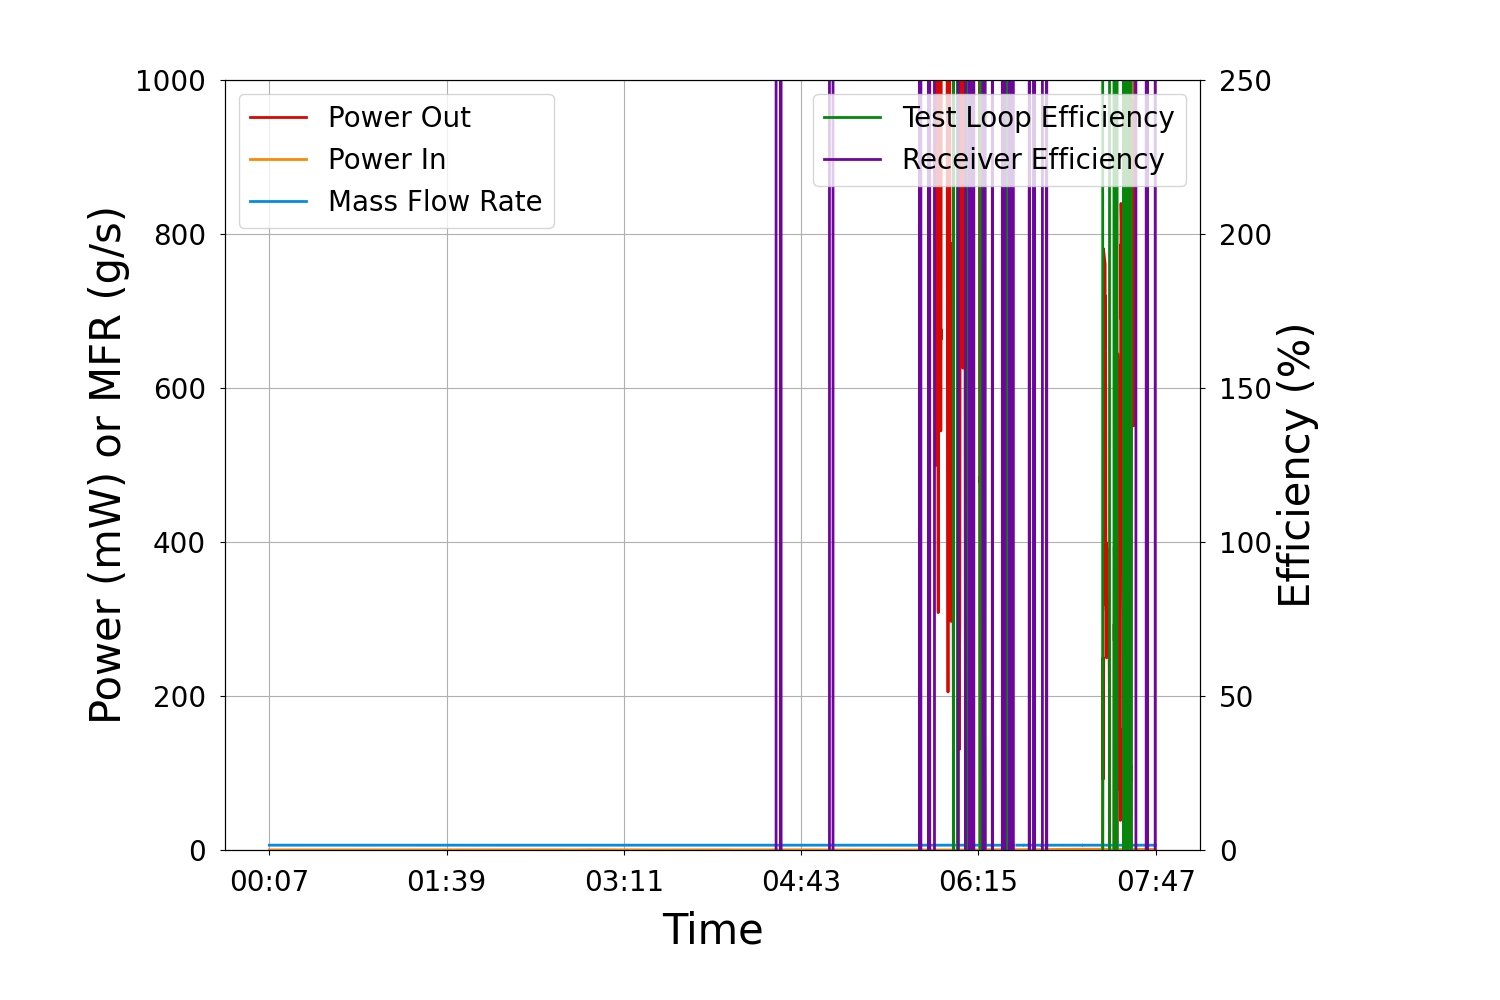 Power Out
Power In
Mass Flow Rate
Test Loop Efficiency
Receiver Efficiency
Power (mW) or MFR (g/s)
1000
800
600
400
200
0
250
200
150
100
50
0
Efficiency (%)
00:07 01:39 03:11 04:43 06:15 07:47
Time